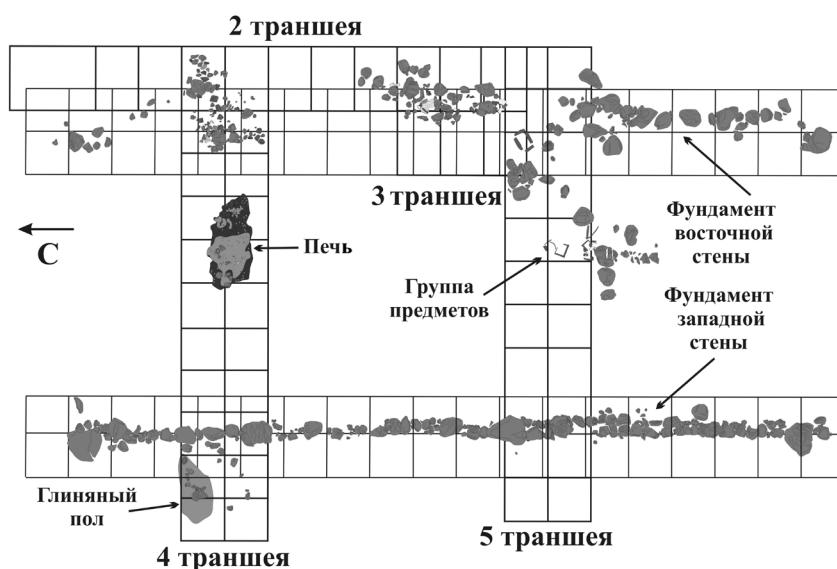 2 траншея
3 траншея
С
Печь
Фундамент
восточной
стены
Группа
предметов
Фундамент
западной
стены
Глиняный
пол
4 траншея
5 траншея